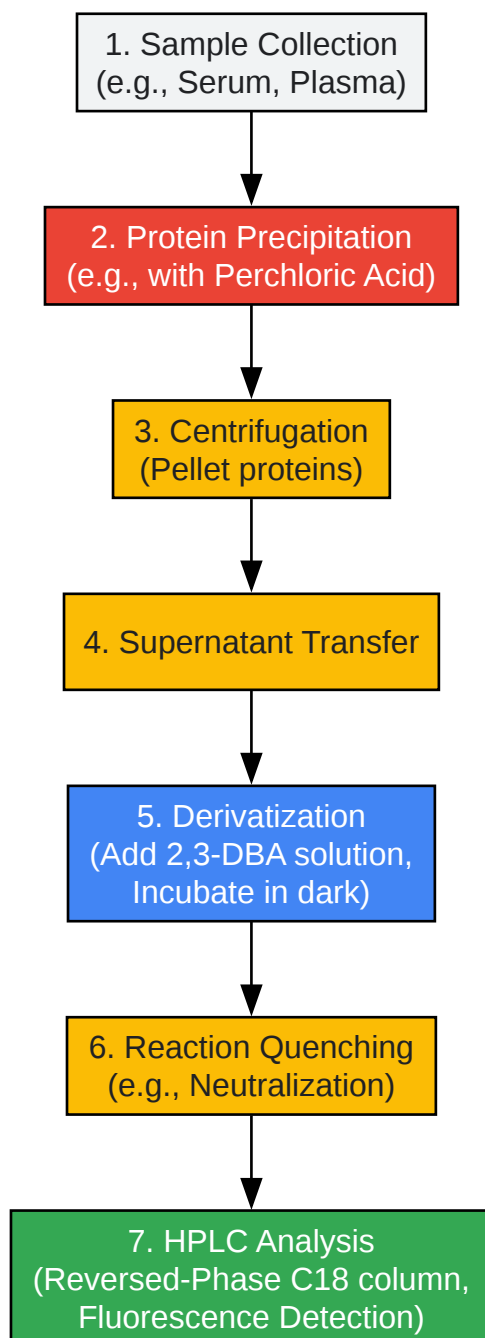 1. Sample Collection
(e.g., Serum, Plasma)
2. Protein Precipitation
(e.g., with Perchloric Acid)
3. Centrifugation
(Pellet proteins)
4. Supernatant Transfer
5. Derivatization
(Add 2,3-DBA solution,
Incubate in dark)
6. Reaction Quenching
(e.g., Neutralization)
7. HPLC Analysis
(Reversed-Phase C18 column,
Fluorescence Detection)